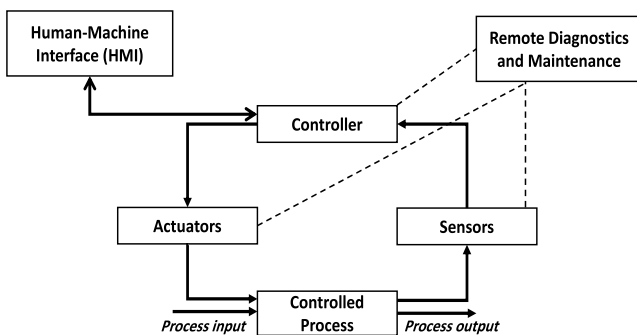 Human-Machine
Interface (HMI)
Remote Diagnostics
and Maintenance
Controller
Actuators
Sensors
Controlled
Process
Process input
Process output